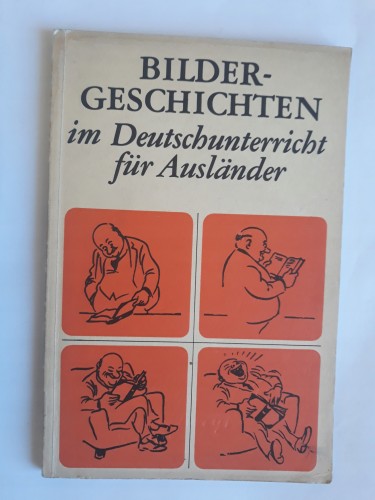 BILDER-
GESCHICHTEN
im Deutschunterricht
für Ausländer